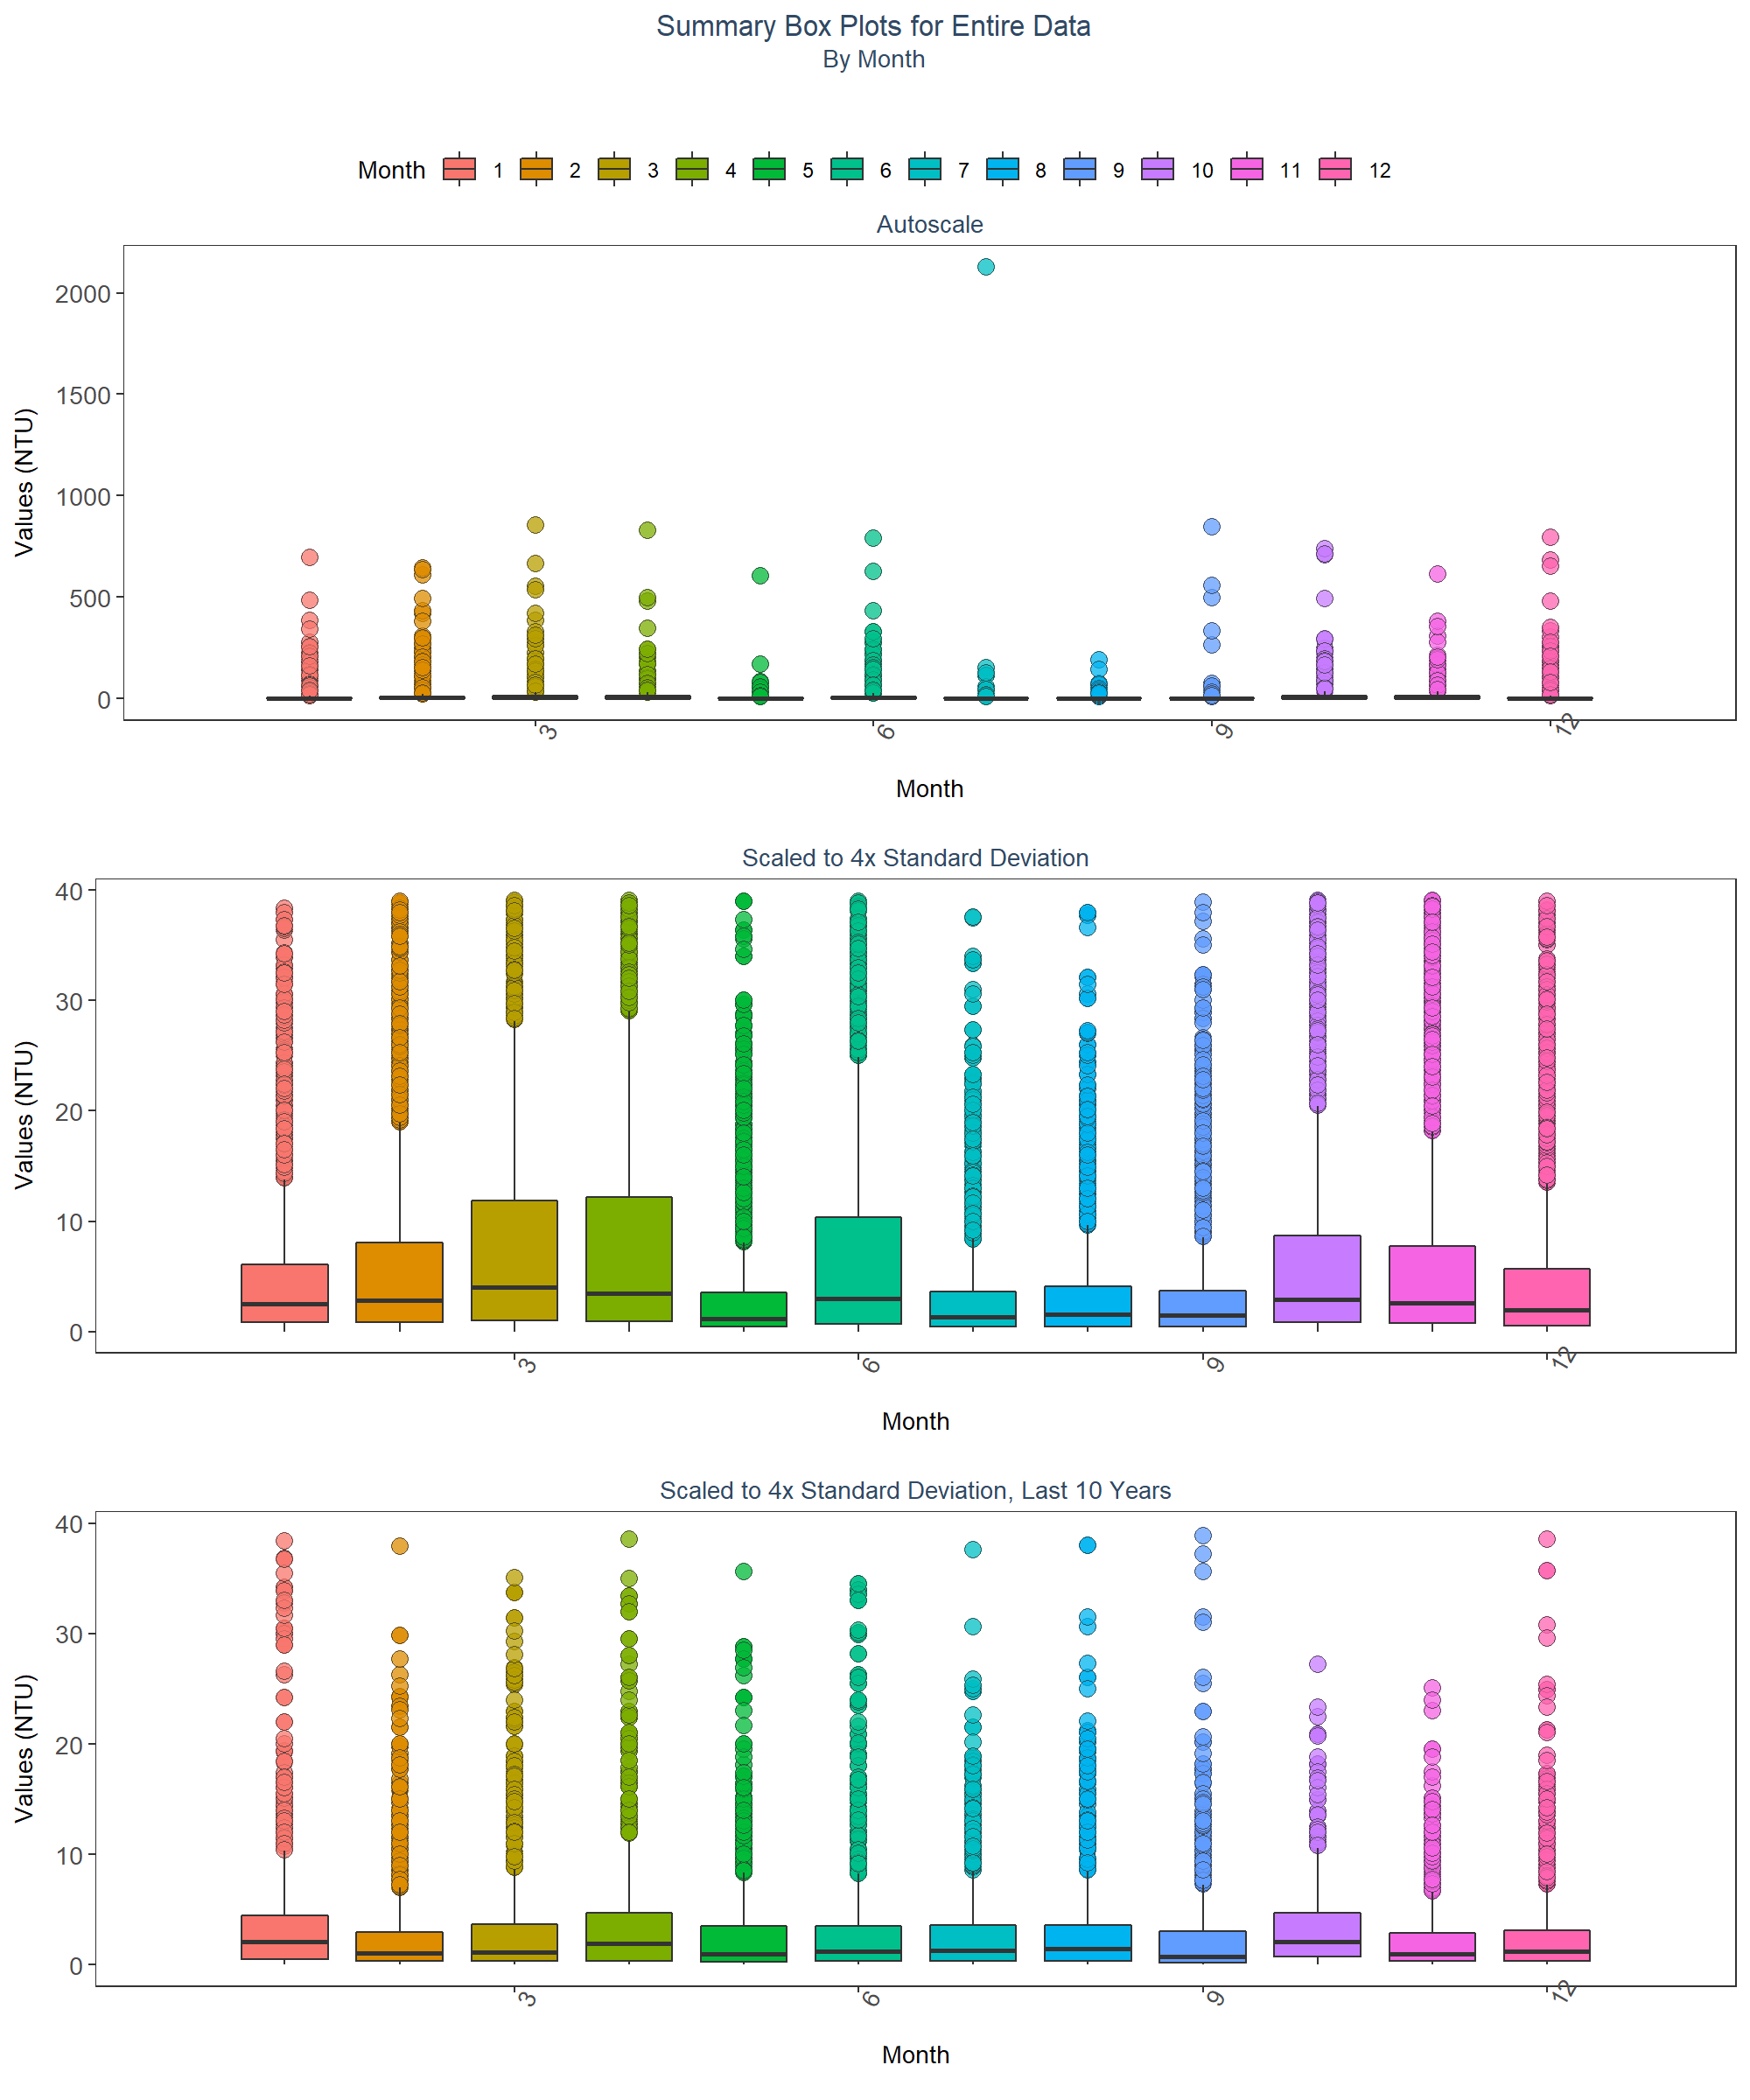 Summary Box Plots for Entire Data
By Month
Month 1 2 3 4 5 6 7 8 9 10 11 12
Autoscale
Values (NTU)
2000
1500
1000
500
0
3 6 9 12
Month
Scaled to 4x Standard Deviation
Values (NTU)
40
30
20
10
0
3 6 9 12
Month
Scaled to 4x Standard Deviation, Last 10 Years
Values (NTU)
40
30
20
10
0
3 6 9 12
Month